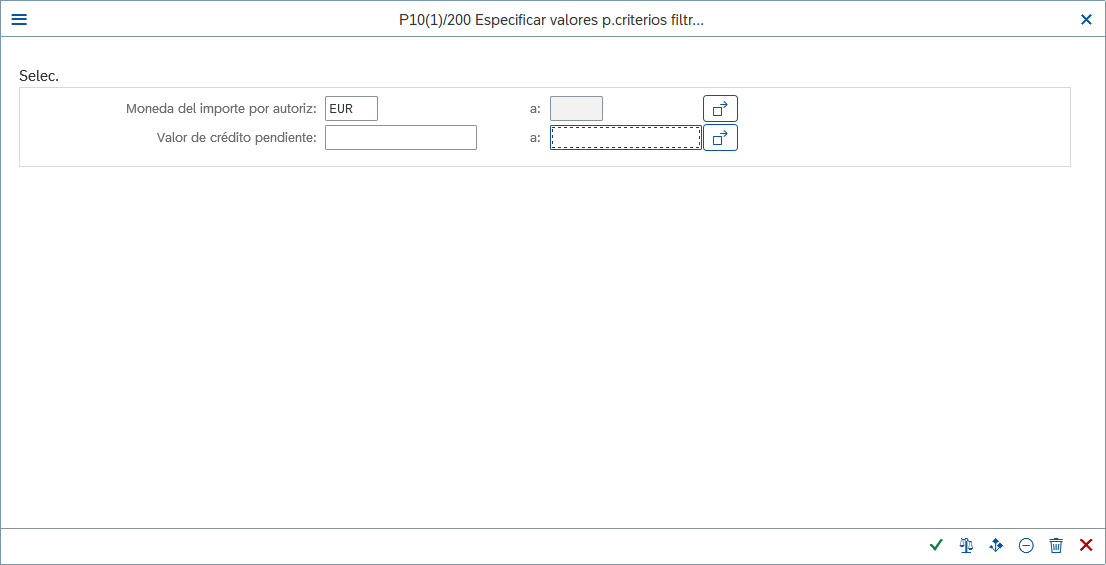 P10(1)/200 Especificar valores p.criterios filtr...
Selec.
Moneda del importe por autoriz: EUR a:
Valor de crédito pendiente: a: